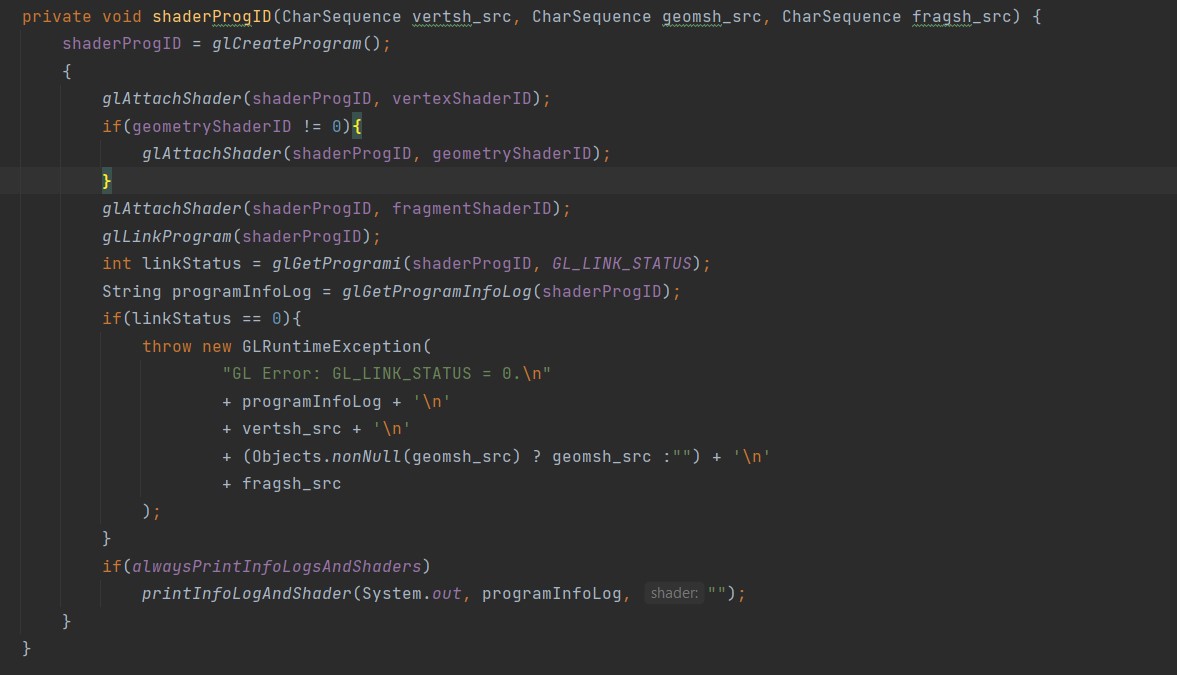 private void shaderProgID(CharSequence vertsh_src, CharSequence geomsh_src, CharSequence fragsh_src) {
    shaderProgID = glCreateProgram();
    {
        glAttachShader(shaderProgID, vertexShaderID);
        if(geometryShaderID != 0){
            glAttachShader(shaderProgID, geometryShaderID);
        }
        glAttachShader(shaderProgID, fragmentShaderID);
        glLinkProgram(shaderProgID);
        int linkStatus = glGetProgrami(shaderProgID, GL_LINK_STATUS);
        String programInfoLog = glGetProgramInfoLog(shaderProgID);
        if(linkStatus == 0){
            throw new GLRuntimeException(
                    "GL Error: GL_LINK_STATUS = 0.\n"
                    + programInfoLog + '\n'
                    + vertsh_src + '\n'
                    + (Objects.nonNull(geomsh_src) ? geomsh_src :"") + '\n'
                    + fragsh_src
            );
        }
        if(alwaysPrintInfoLogsAndShaders)
            printInfoLogAndShader(System.out, programInfoLog, shader: "");
    }
}